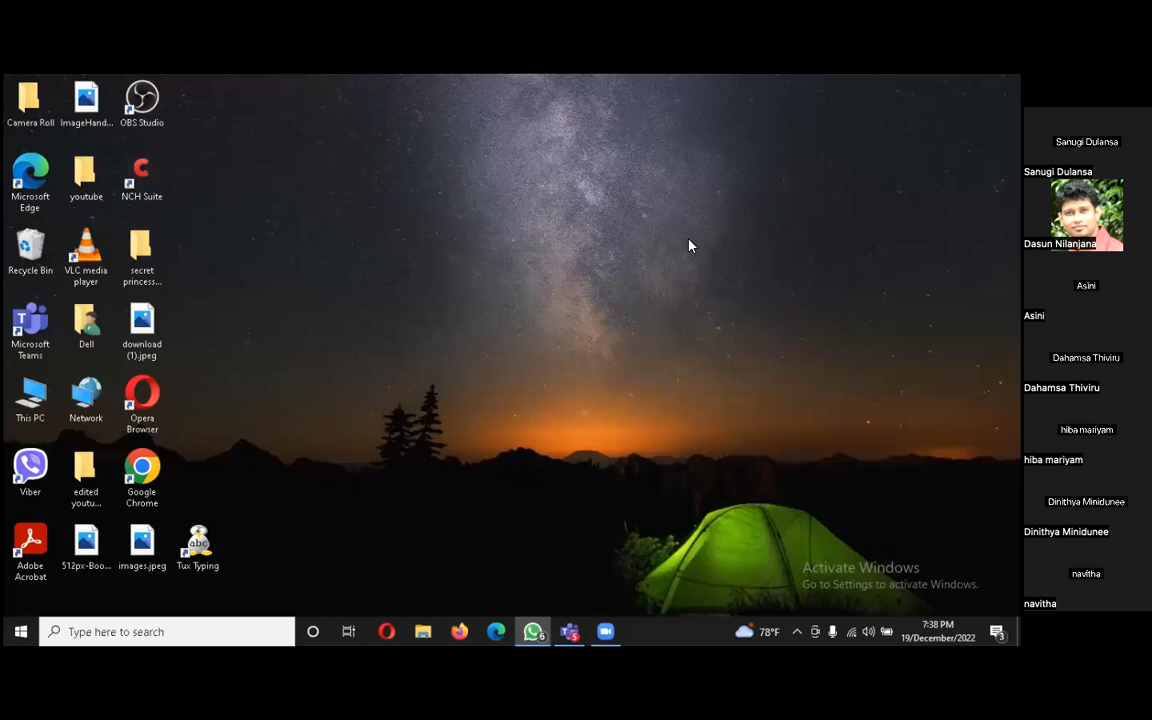 Camera Roll
ImageHand...
OBS Studio
Microsoft
Edge
youtube
NCH Suite
Recycle Bin
VLC media
player
secret
princess...
Microsoft
Teams
Dell
download
(1).jpeg
This PC
Network
Opera
Browser
Viber
edited
youtu...
Google
Chrome
Adobe
Acrobat
512px-Boo...
images.jpeg
abc
Tux Typing
Activate Windows
Go to Settings to activate Windows.
Type here to search
6
5
78°F
7:38 PM
19/December/2022
3
Sanugi Dulansa
Sanugi Dulansa
Dasun Nilanjana
Asini
Asini
Dahamsa Thiviru
Dahamsa Thiviru
hiba mariyam
hiba mariyam
Dinithya Minidunee
Dinithya Minidunee
navitha
navitha